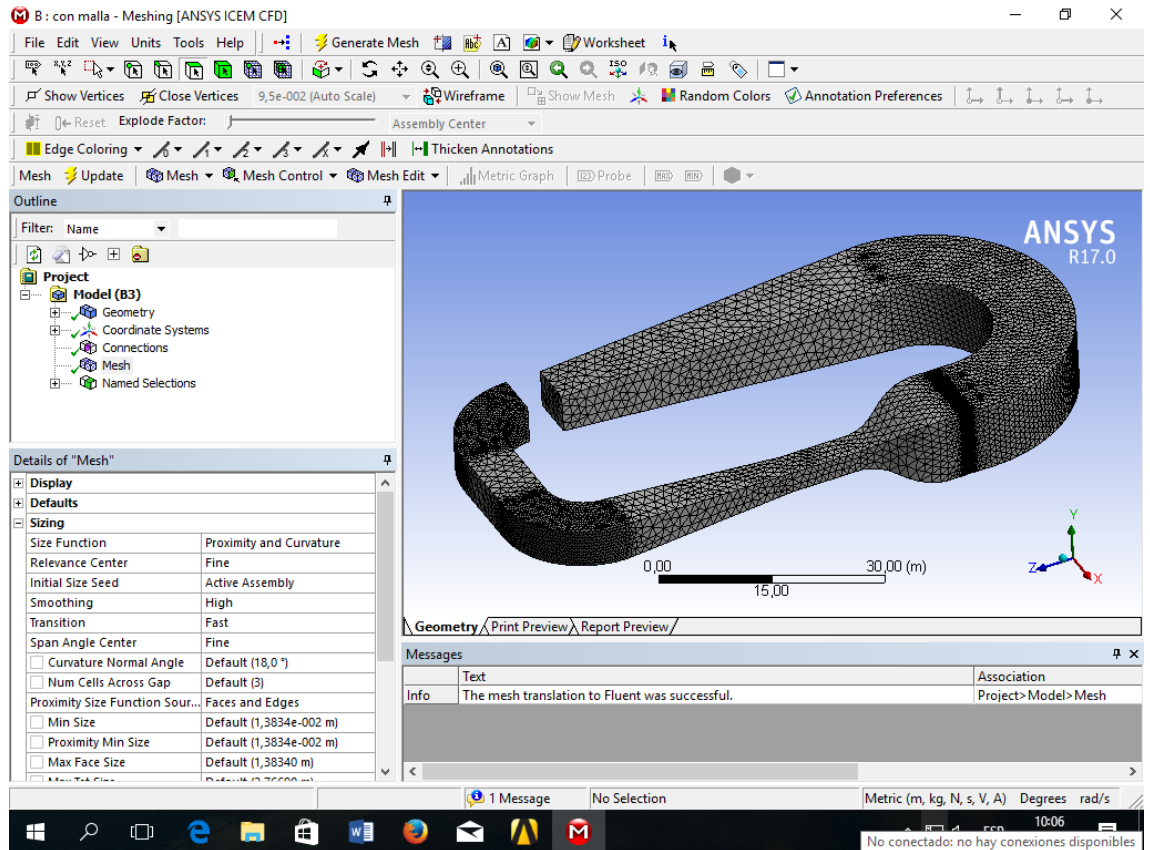 B : con malla - Meshing [ANSYS ICEM CFD]
File Edit View Units Tools Help Generate Mesh Worksheet
Show Vertices Close Vertices 9,5e-002 (Auto Scale) Wireframe Show Mesh Random Colors Annotation Preferences
Reset Explode Factor: Assembly Center
Edge Coloring Thicken Annotations
Mesh Update Mesh Mesh Control Mesh Edit Metric Graph Probe
Outline
Filter: Name
Project
Model (B3)
Geometry
Coordinate Systems
Connections
Mesh
Named Selections
ANSYS
R17.0
0,00 30,00 (m)
15,00
Y
Z
X
Geometry Print Preview Report Preview
Details of "Mesh"
Display
Defaults
Sizing
Size Function Proximity and Curvature
Relevance Center Fine
Initial Size Seed Active Assembly
Smoothing High
Transition Fast
Span Angle Center Fine
Curvature Normal Angle Default (18,0 °)
Num Cells Across Gap Default (3)
Proximity Size Function Sour... Faces and Edges
Min Size Default (1,3834e-002 m)
Proximity Min Size Default (1,3834e-002 m)
Max Face Size Default (1,38340 m)
Messages
Text Association
Info The mesh translation to Fluent was successful. Project>Model>Mesh
1 Message No Selection Metric (m, kg, N, s, V, A) Degrees rad/s
10:06
No conectado: no hay conexiones disponibles